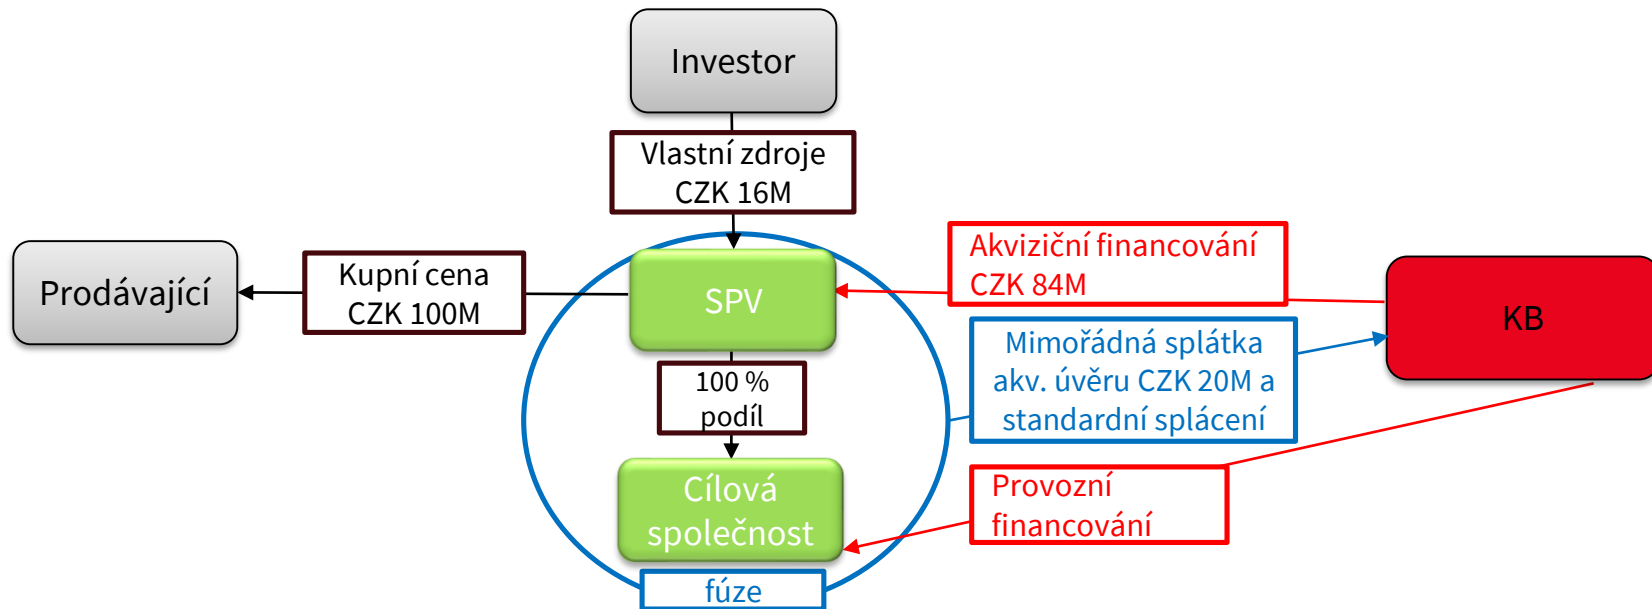 Investor
Vlastní zdroje
CZK 16M
Prodávající
Kupní cena
CZK 100M
SPV
Akviziční financování
CZK 84M
KB
Mimořádná splátka
akv. úvěru CZK 20M a
standardní splácení
100 %
podíl
Cílová
společnost
Provozní
financování
fúze